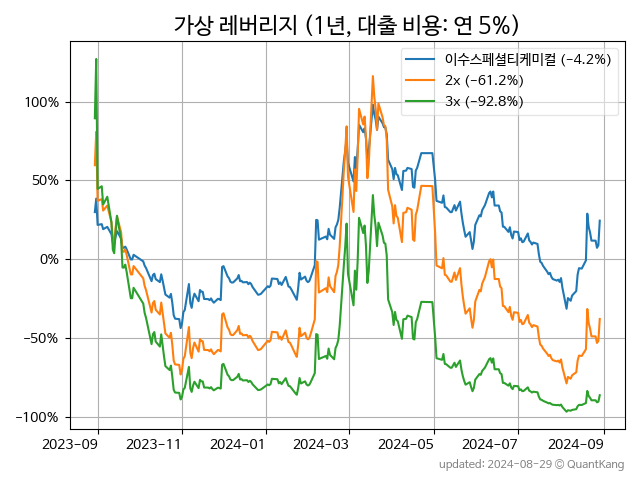 가상 레버리지 (1년, 대출 비용: 연 5%)
이수스페셜티케미컬 (−4.2%)
2x (−61.2%)
3x (−92.8%)
100%
50%
0%
−50%
−100%
2023-09 2023-11 2024-01 2024-03 2024-05 2024-07 2024-09
updated: 2024-08-29 © QuantKang